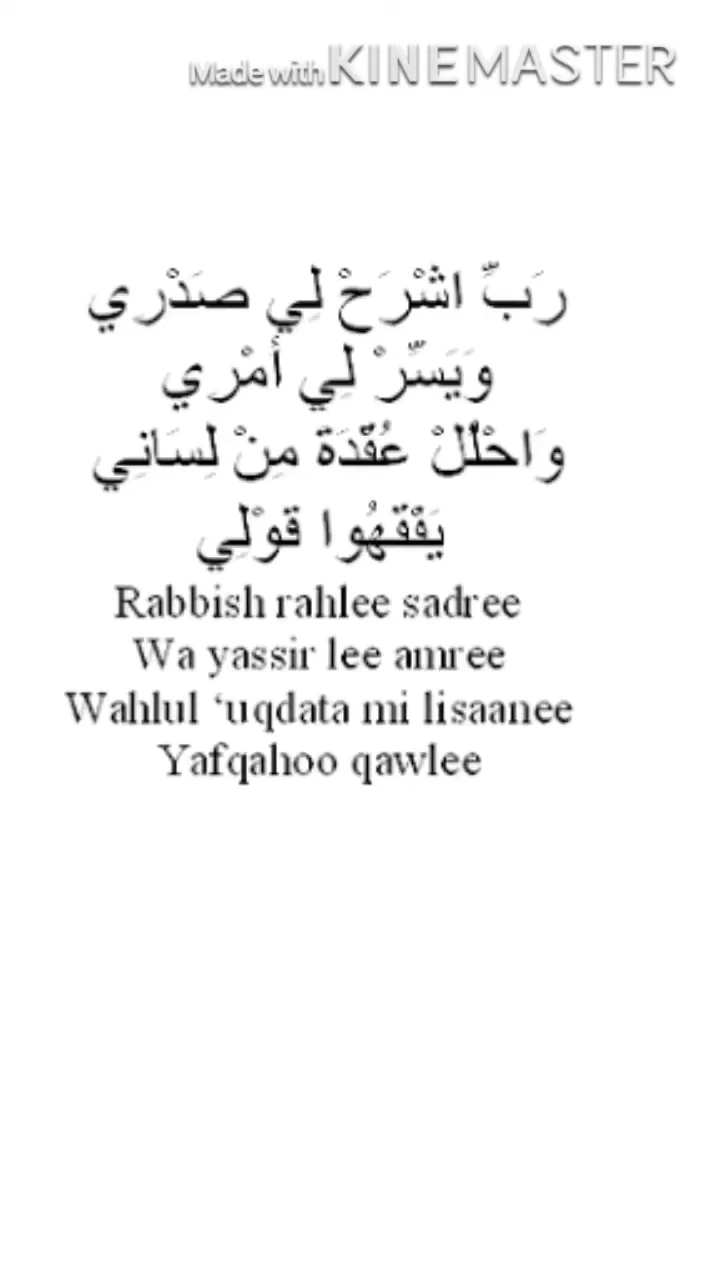 Made with KINEMASTER
رَبِّ اشْرَحْ لِي صَدْرِي
وَيَسِّرْ لِي أَمْرِي
وَاحْلُلْ عُقْدَةً مِنْ لِسَانِي
يَفْقَهُوا قَوْلِي
Rabbish rahlee sadree
Wa yassir lee amree
Wahlul ‘uqdata mi lisaanee
Yafqahoo qawlee